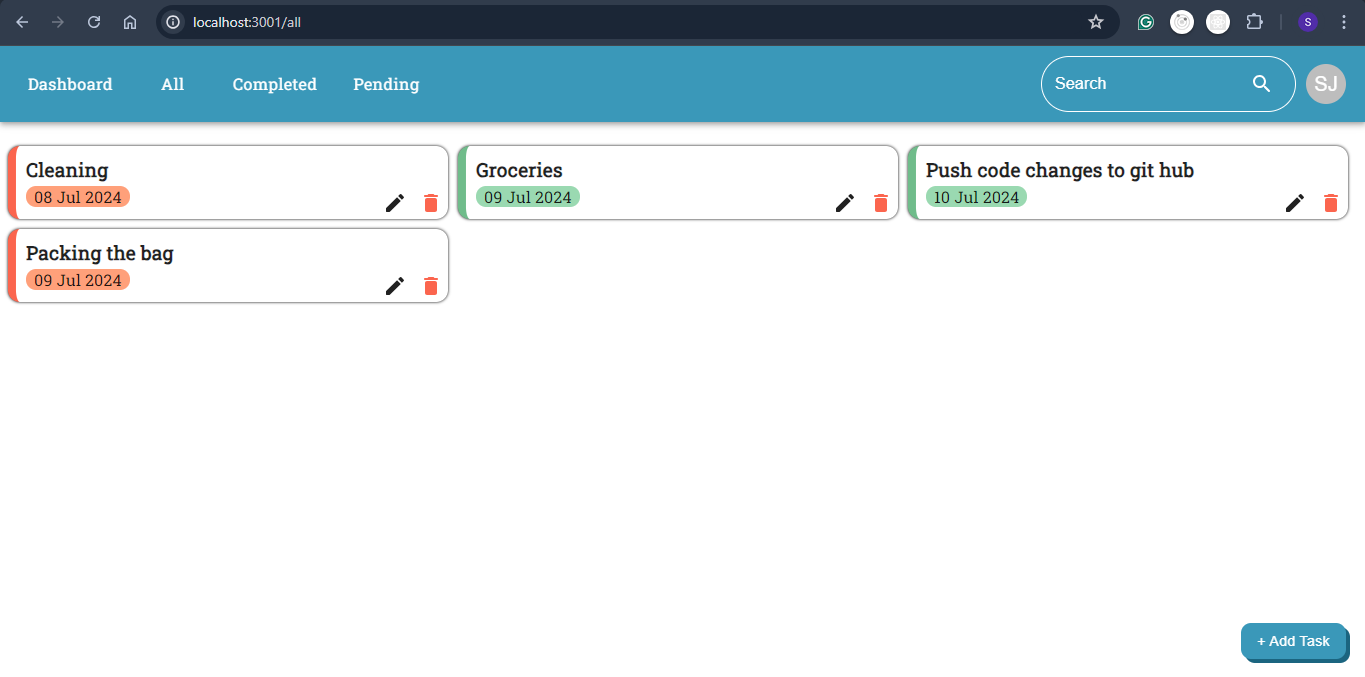 localhost:3001/all
S
Dashboard All Completed Pending Search SJ
Cleaning
08 Jul 2024
Groceries
09 Jul 2024
Push code changes to git hub
10 Jul 2024
Packing the bag
09 Jul 2024
+ Add Task